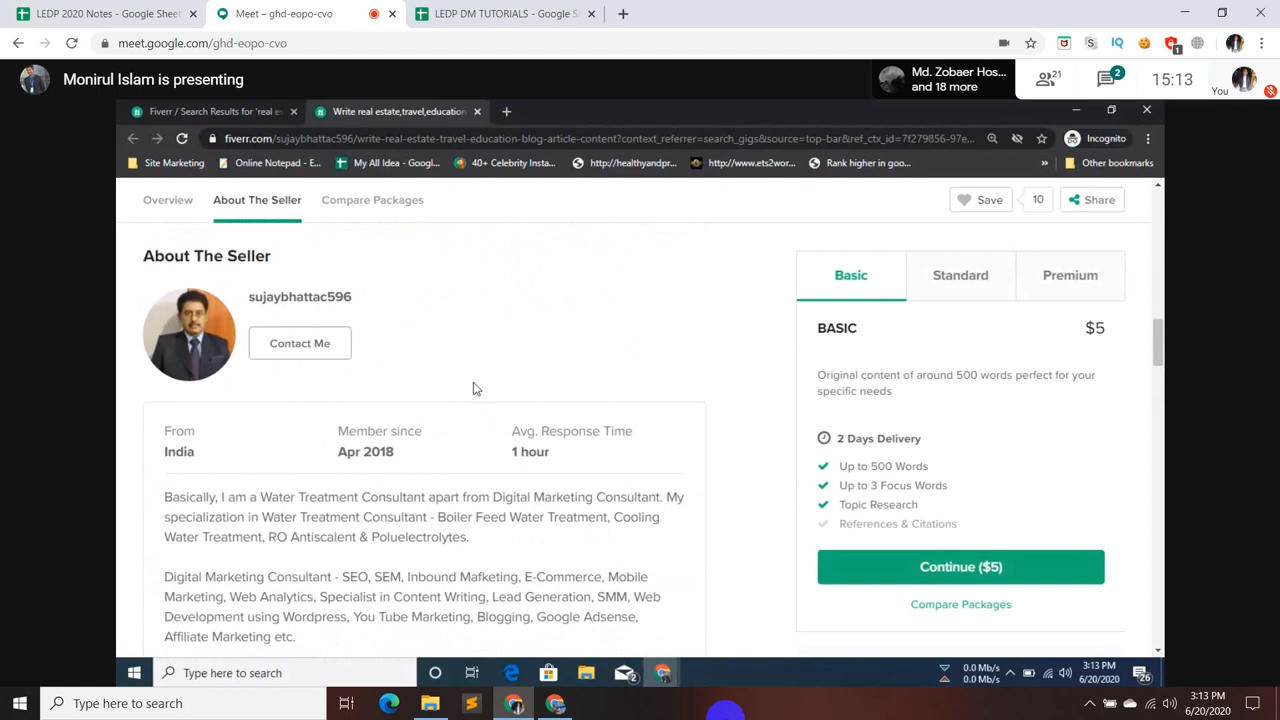 LEDP 2020 Notes - Google Sheet
Meet – ghd-eopo-cvo
LEDP DM TUTORIALS - Google S
meet.google.com/ghd-eopo-cvo
1
Monirul Islam is presenting
Md. Zobaer Hos...
and 18 more
21
2
15:13
You
Fiverr / Search Results for 'real es
Write real estate,travel,education
fiverr.com/sujaybhattac596/write-real-estate-travel-education-blog-article-content?context_referrer=search_gigs&source=top-bar&ref_ctx_id=7f279856-97e...
Incognito
Site Marketing
Online Notepad - E...
My All Idea - Googl...
40+ Celebrity Insta...
http://healthyandpr...
http://www.ets2wor...
Rank higher in goo...
»
Other bookmarks
Overview
About The Seller
Compare Packages
Save
10
Share
About The Seller
sujaybhattac596
Contact Me
From
Member since
Avg. Response Time
India
Apr 2018
1 hour
Basically, I am a Water Treatment Consultant apart from Digital Marketing Consultant. My
specialization in Water Treatment Consultant - Boiler Feed Water Treatment, Cooling
Water Treatment, RO Antiscalent & Poluelectrolytes.
Digital Marketing Consultant - SEO, SEM, Inbound Mafketing, E-Commerce, Mobile
Marketing, Web Analytics, Specialist in Content Writing, Lead Generation, SMM, Web
Development using Wordpress, You Tube Marketing, Blogging, Google Adsense,
Affiliate Marketing etc.
Basic
Standard
Premium
BASIC
$5
Original content of around 500 words perfect for your
specific needs
2 Days Delivery
Up to 500 Words
Up to 3 Focus Words
Topic Research
References & Citations
Continue ($5)
Compare Packages
Type here to search
2
0.0 Mb/s
0.0 Mb/s
3:13 PM
6/20/2020
26
Type here to search
3:13 PM
6/20/2020